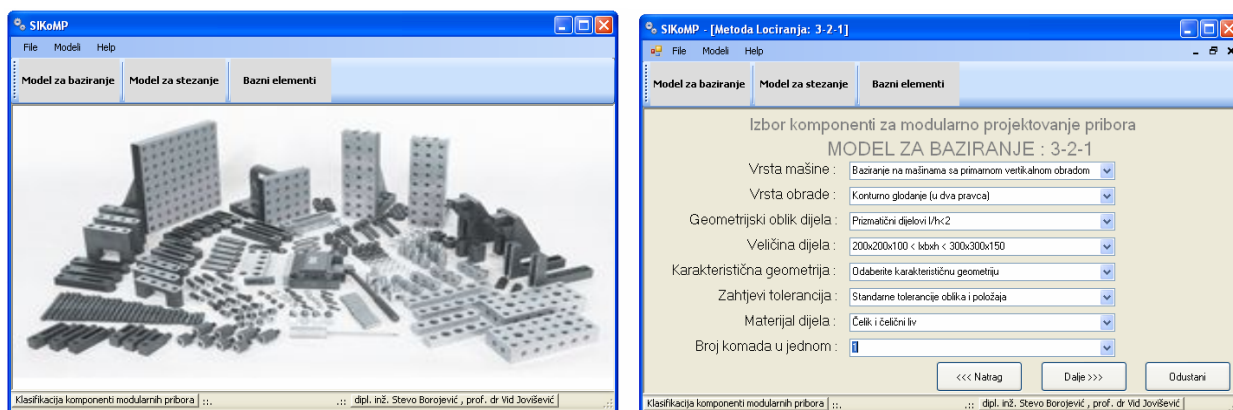 SIKoMP
File Modeli Help
Model za baziranje Model za stezanje Bazni elementi
Klasifikacija komponenti modularnih pribora ::. .:: dipl. inž. Stevo Borojević , prof. dr Vid Jovišević
SIKoMP - [Metoda Lociranja: 3-2-1]
File Modeli Help
Model za baziranje Model za stezanje Bazni elementi
Izbor komponenti za modularno projektovanje pribora
MODEL ZA BAZIRANJE : 3-2-1
Vrsta mašine : Baziranje na mašinama sa primarnom vertikalnom obradom
Vrsta obrade : Konturno glodanje (u dva pravca)
Geometrijski oblik dijela : Prizmatični dijelovi l/h<2
Veličina dijela : 200x200x100 < lxbxh < 300x300x150
Karakteristična geometrija : Odaberite karakterističnu geometriju
Zahtjevi tolerancija : Standarne tolerancije oblika i položaja
Materijal dijela : Čelik i čelični liv
Broj komada u jednom : 1
<<< Natrag Dalje >>> Odustani
Klasifikacija komponenti modularnih pribora ::. .:: dipl. inž. Stevo Borojević , prof. dr Vid Jovišević